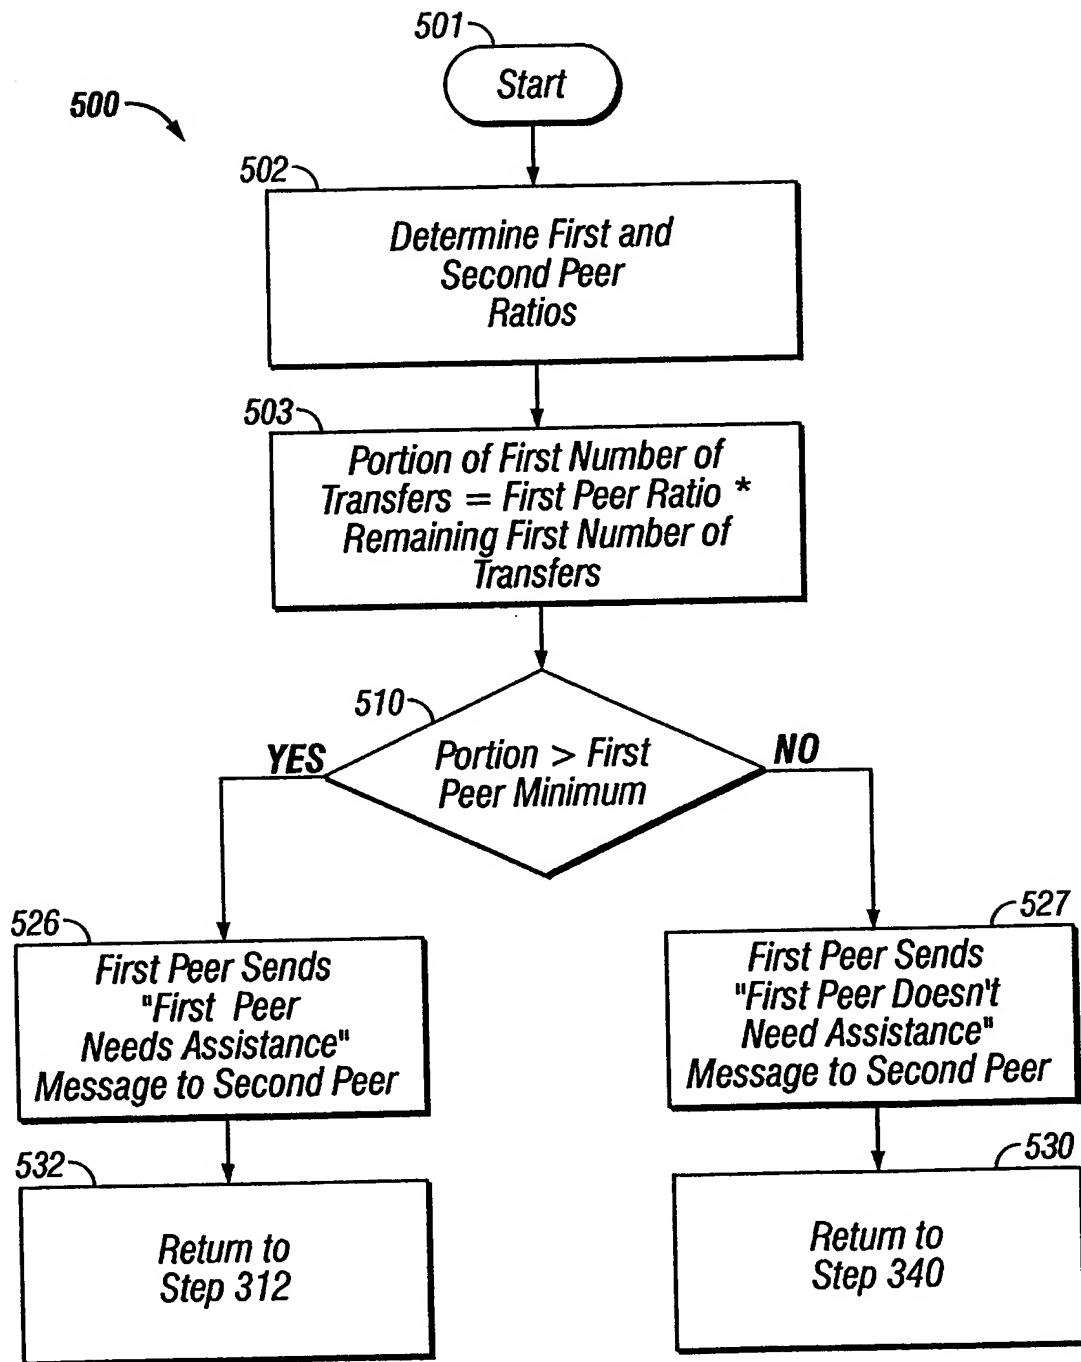 501
Start
500
502
Determine First and
Second Peer
Ratios
503
Portion of First Number of
Transfers = First Peer Ratio *
Remaining First Number of
Transfers
510
YES
Portion > First
Peer Minimum
NO
526
First Peer Sends
"First Peer
Needs Assistance"
Message to Second Peer
527
First Peer Sends
"First Peer Doesn't
Need Assistance"
Message to Second Peer
532
Return to
Step 312
530
Return to
Step 340